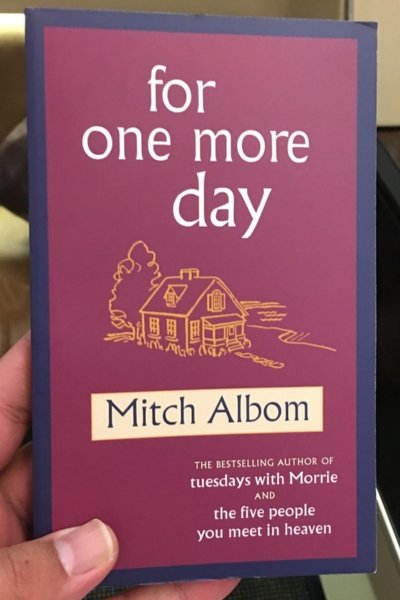 for
one more
day
Mitch Albom
THE BESTSELLING AUTHOR OF
tuesdays with Morrie
AND
the five people
you meet in heaven